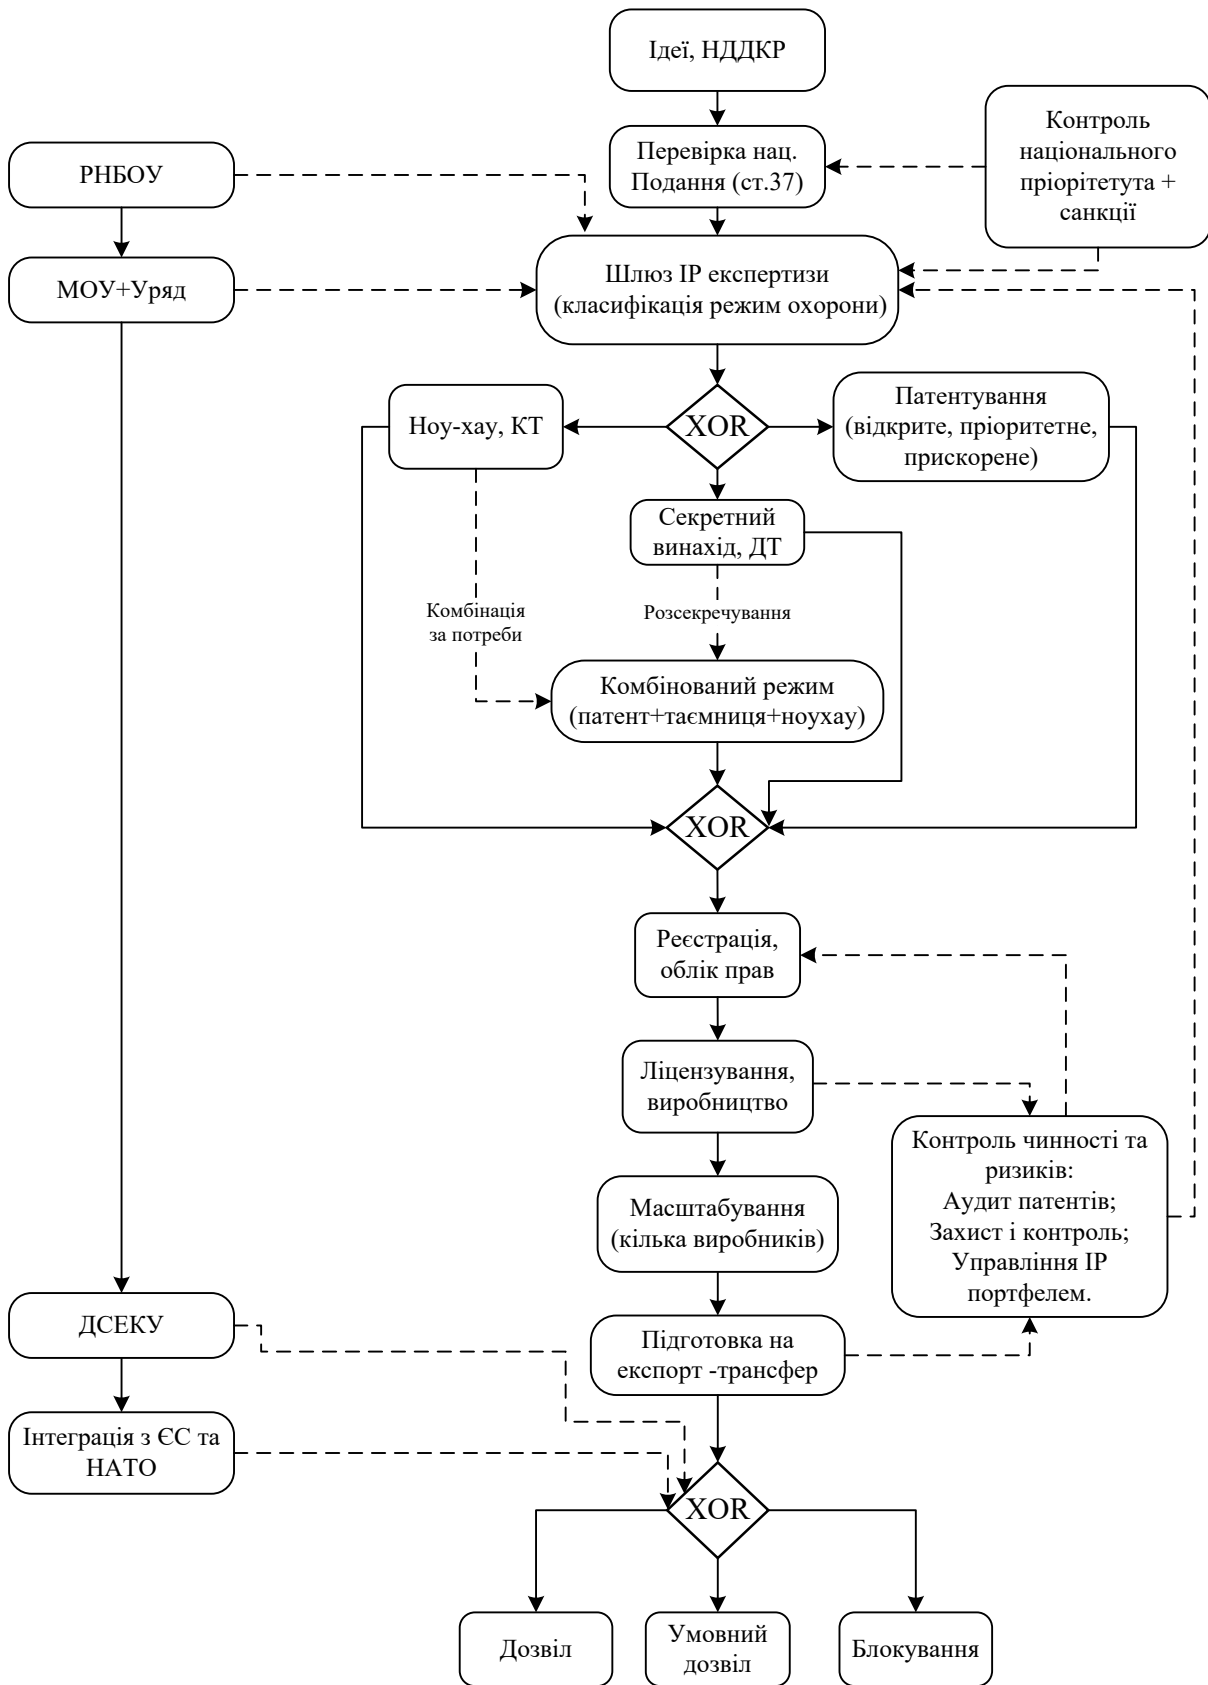 Ідеї, НДДКР
Контроль
національного
пріорітетута +
санкції
Перевірка нац.
Подання (ст.37)
РНБОУ
МОУ+Уряд
Шлюз ІР експертизи
(класифікація режим охорони)
Ноу-хау, КТ
XOR
Патентування
(відкрите, пріоритетне,
прискорене)
Секретний
винахід, ДТ
Комбінація
за потреби
Розсекречування
Комбінований режим
(патент+таємниця+ноухау)
XOR
Реєстрація,
облік прав
Ліцензування,
виробництво
Контроль чинності та
ризиків:
Аудит патентів;
Захист і контроль;
Управління ІР
портфелем.
Масштабування
(кілька виробників)
ДСЕКУ
Підготовка на
експорт -трансфер
Інтеграція з ЄС та
НАТО
XOR
Дозвіл
Умовний
дозвіл
Блокування